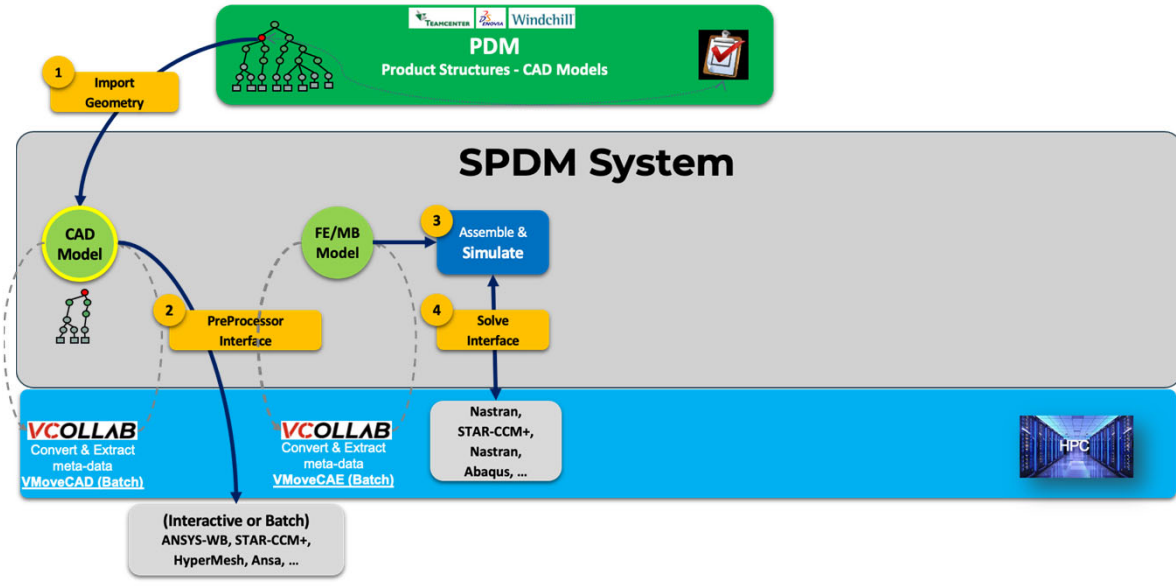 TEAMCENTER
DS ENOVIA
Windchill
PDM
Product Structures - CAD Models
1
Import
Geometry
SPDM System
CAD
Model
FE/MB
Model
3
Assemble &
Simulate
2
PreProcessor
Interface
4
Solve
Interface
VCOLLAB
Convert & Extract
meta-data
VMoveCAD (Batch)
VCOLLAB
Convert & Extract
meta-data
VMoveCAE (Batch)
Nastran,
STAR-CCM+,
Nastran,
Abaqus, ...
HPC
(Interactive or Batch)
ANSYS-WB, STAR-CCM+,
HyperMesh, Ansa, ...